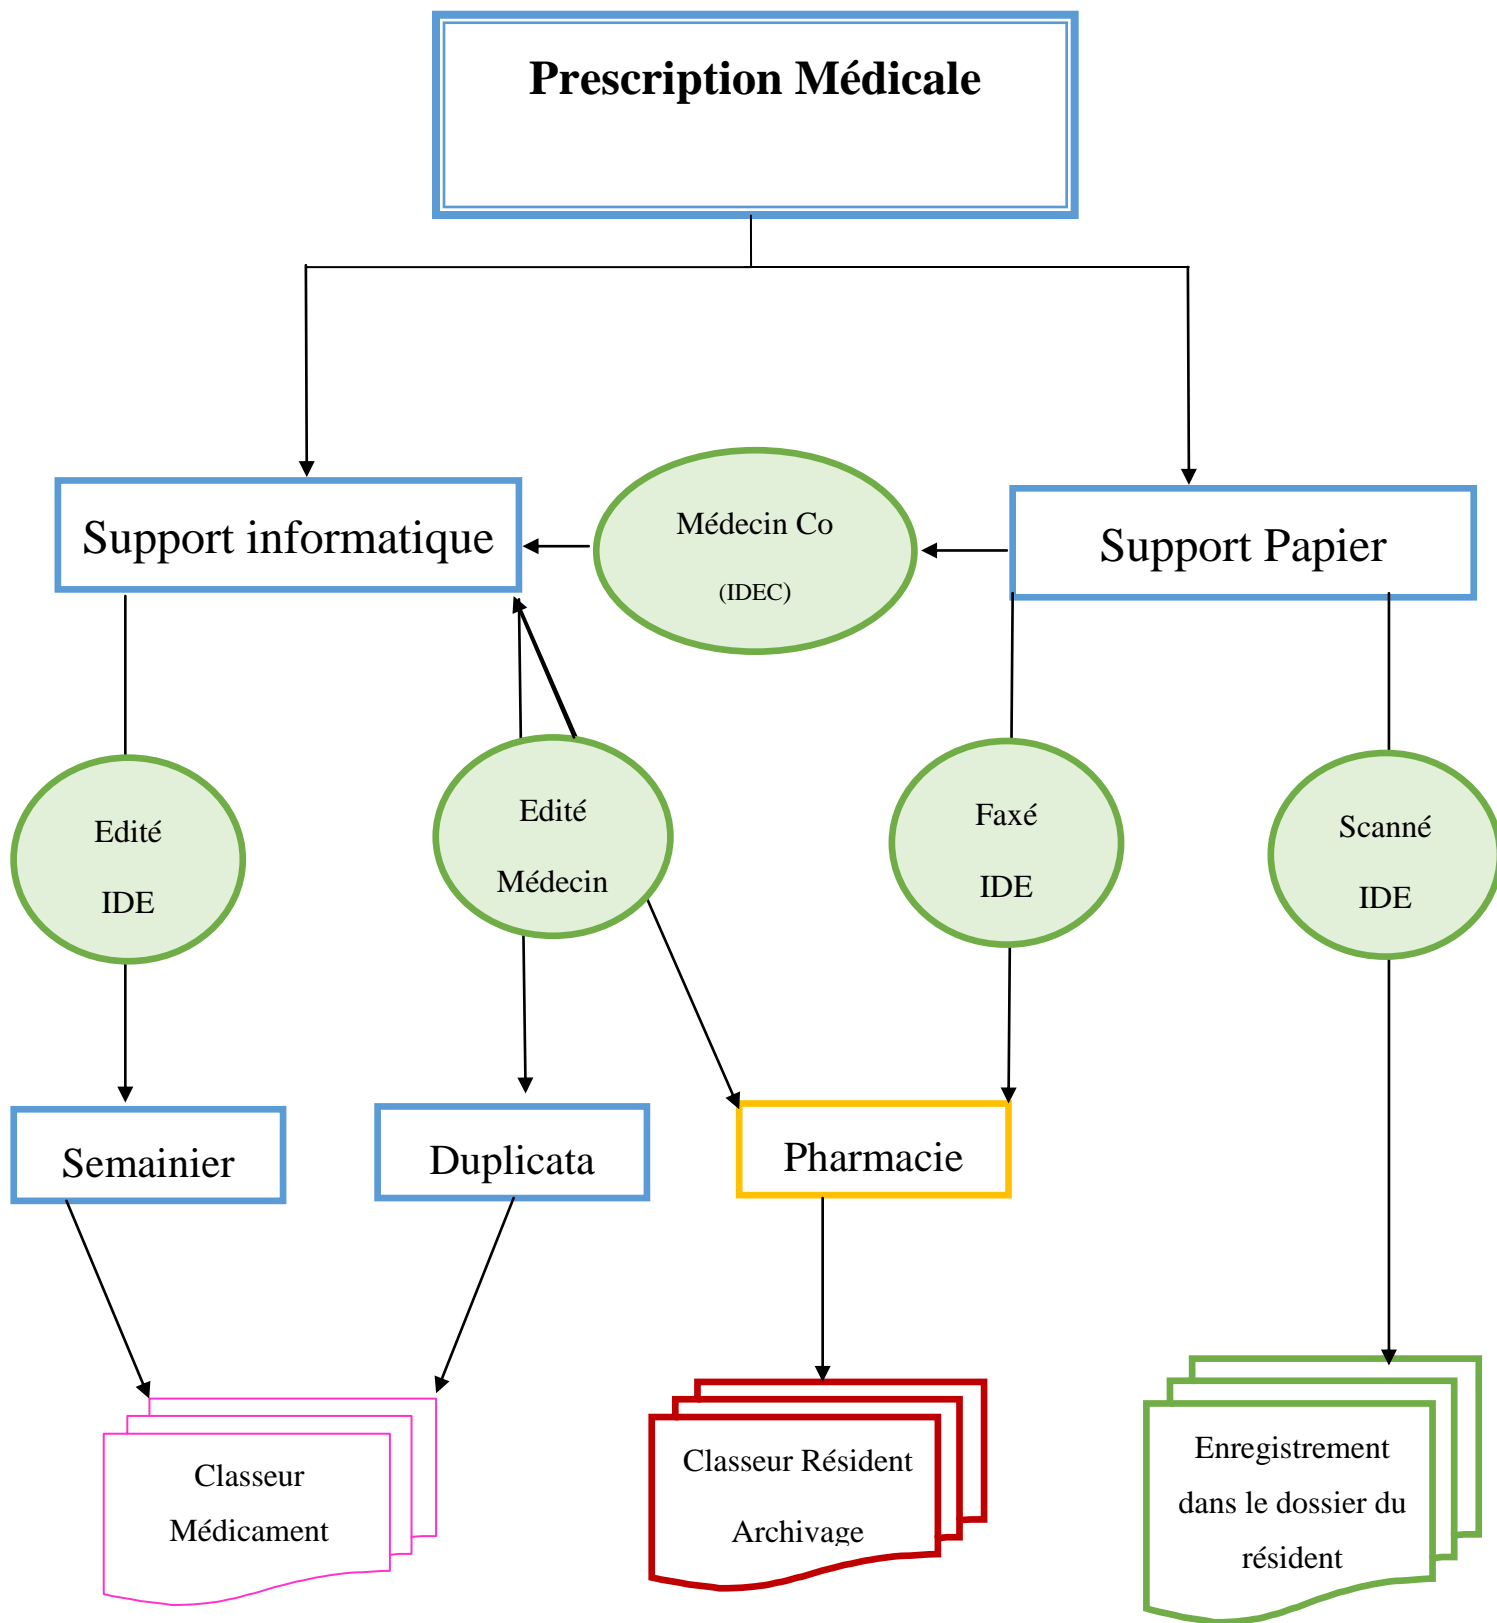 Prescription Médicale
Support informatique
Médecin Co
(IDEC)
Support Papier
Edité
IDE
Edité
Médecin
Faxé
IDE
Scanné
IDE
Semainier
Duplicata
Pharmacie
Classeur
Médicament
Classeur Résident
Archivage
Enregistrement
dans le dossier du
résident